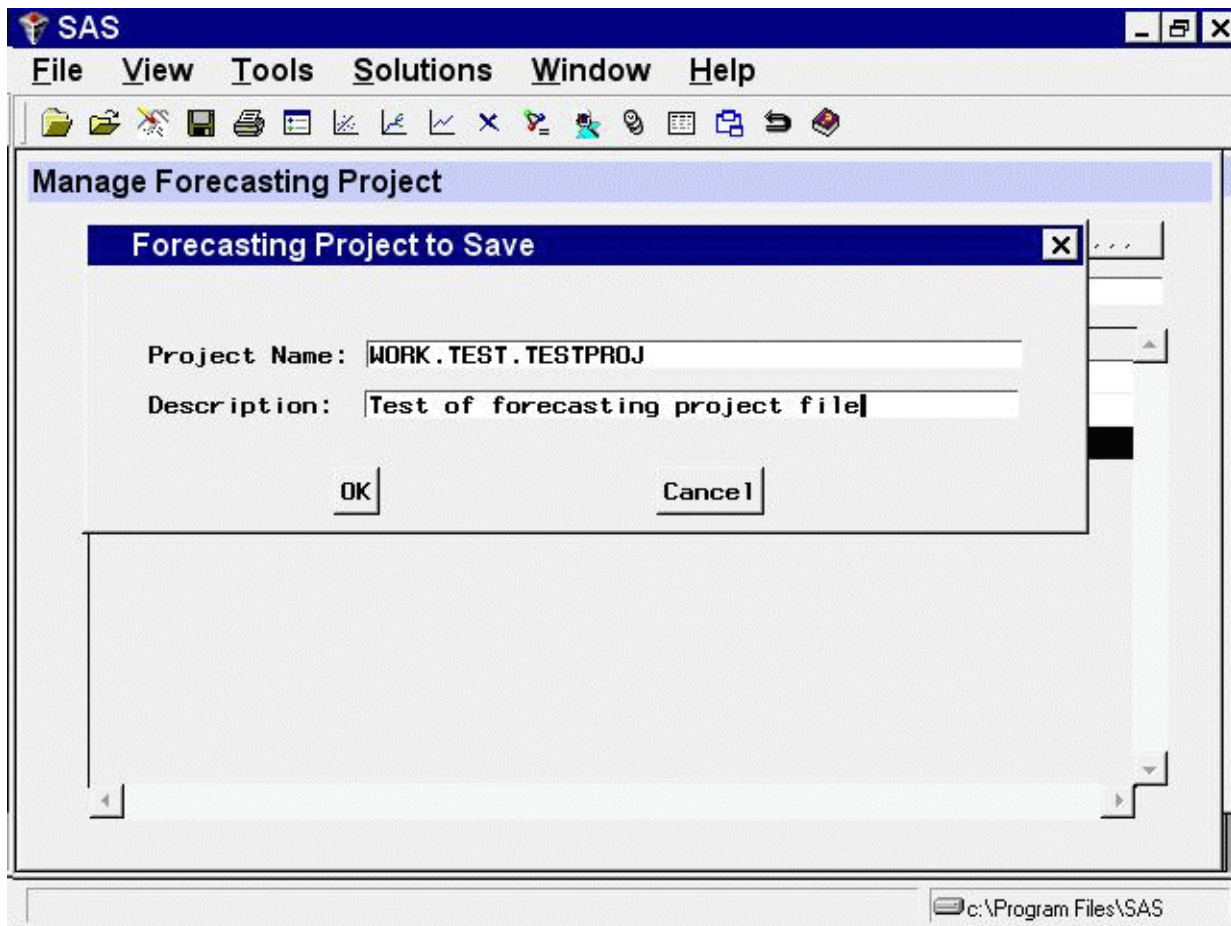 SAS
File View Tools Solutions Window Help
Manage Forecasting Project
Forecasting Project to Save
...
Project Name: WORK.TEST.TESTPROJ
Description: Test of forecasting project file
OK Cancel
c:\Program Files\SAS